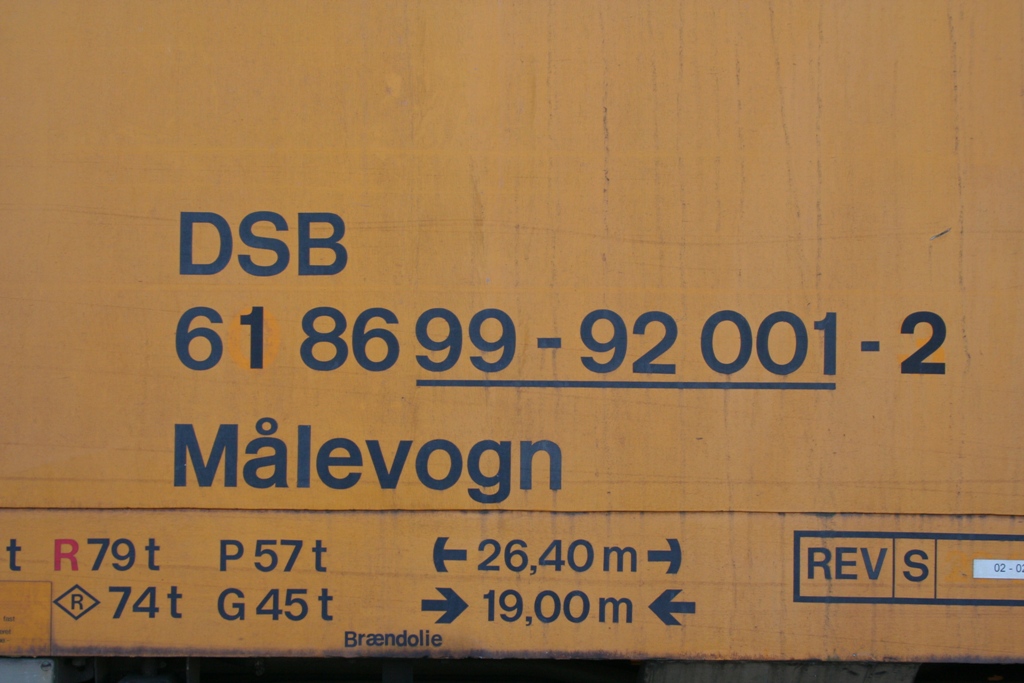 DSB
61 86 99 - 92 001 - 2
Målevogn
t R 79 t P 57 t 26,40 m REV S 02 - 02
R 74 t G 45 t 19,00 m
Brændolie